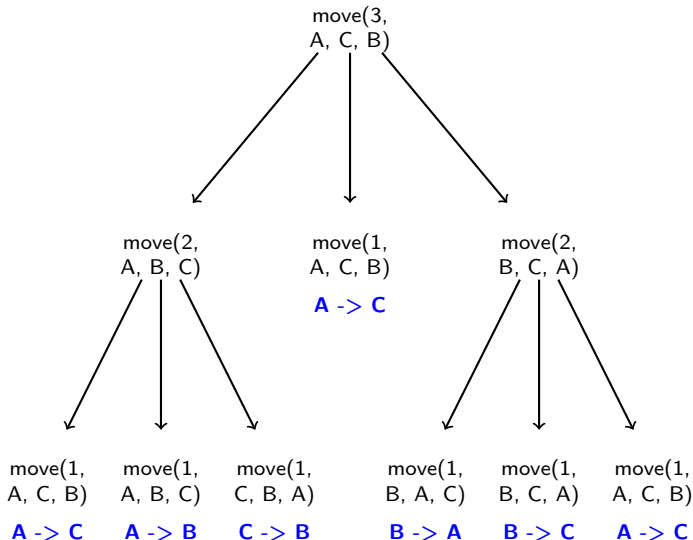 move(3,
A, C, B)
move(2,
A, B, C)
move(1,
A, C, B)
A -> C
move(2,
B, C, A)
move(1,
A, C, B)
A -> C
move(1,
A, B, C)
A -> B
move(1,
C, B, A)
C -> B
move(1,
B, A, C)
B -> A
move(1,
B, C, A)
B -> C
move(1,
A, C, B)
A -> C